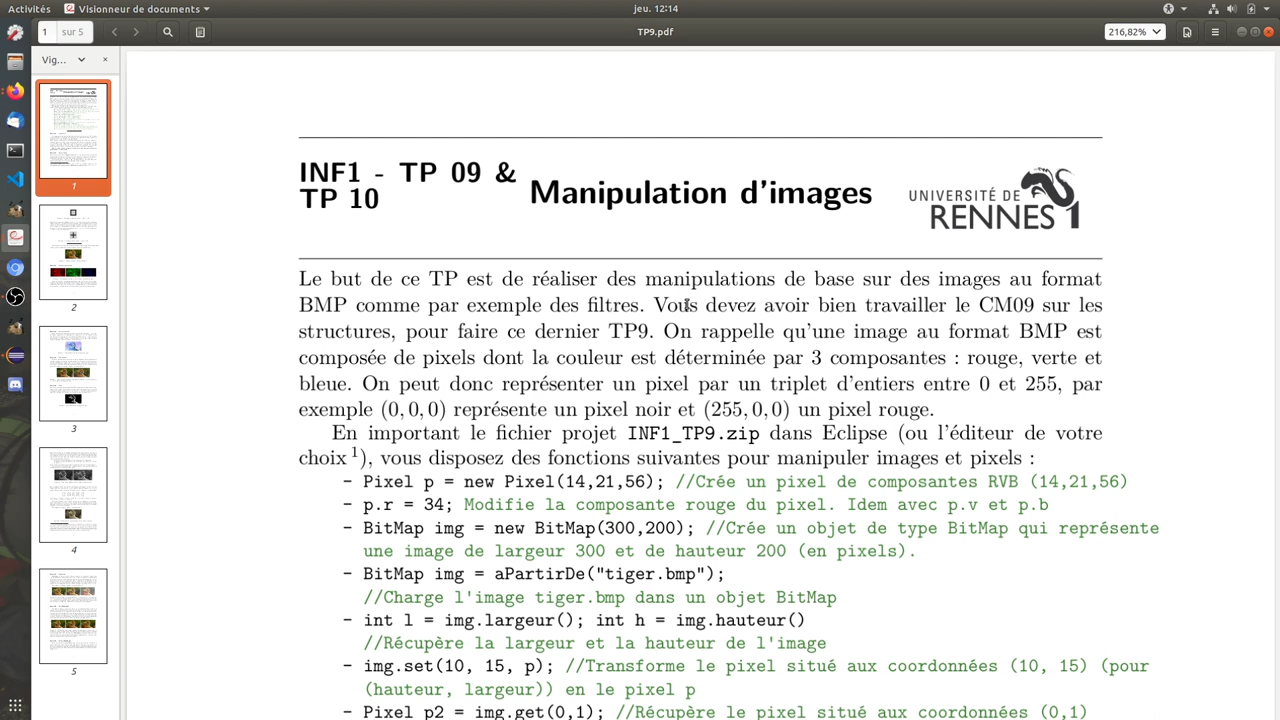 Activités
Visionneur de documents
jeu. 12:14
1
sur 5
TP9.pdf
216,82%
Vig…
1
2
3
4
5
INF1 - TP 09 &
TP 10
Manipulation d'images
UNIVERSITÉ DE
RENNES 1
Le but de ce TP est de réaliser des manipulations de base sur des images au format
BMP comme par exemple des filtres. Vous devez avoir bien travailler le CM09 sur les
structures, pour faire ce dernier TP9. On rappelle qu'une image au format BMP est
composée de pixels dont la couleur est déterminée par 3 composantes : rouge, verte et
bleue. On peut donc représenter un pixel par un triplet d'entiers entre 0 et 255, par
exemple (0, 0, 0) représente un pixel noir et (255, 0, 0) un pixel rouge.
En important le fichier projet INF1_TP9.zip dans Eclipse (ou l'éditeur de votre
choix 1), vous disposez des fonctions suivantes pour manipuler images et pixels :
– Pixel p = new Pixel(14,21,56); //Crée un pixel de composantes RVB (14,21,56)
– p.r = 34; Modifie la composante rouge du pixel. Idem avec p.v et p.b
– BitMap img = new BitMap(300,200); //Créer un objet de type BitMap qui représente
une image de largeur 300 et de hauteur 200 (en pixels).
– BitMap img = aPartirDe("tiger.bmp");
//Charge l'image tiger.bmp dans un objet BitMap
– int l = img.largeur(); int h = img.hauteur()
//Récupere la largeur et la hauteur de l'image
– img.set(10, 15, p); //Transforme le pixel situé aux coordonnées (10, 15) (pour
(hauteur, largeur)) en le pixel p
– Pixel p2 = img.get(0,1); //Récupère le pixel situé aux coordonnées (0,1)